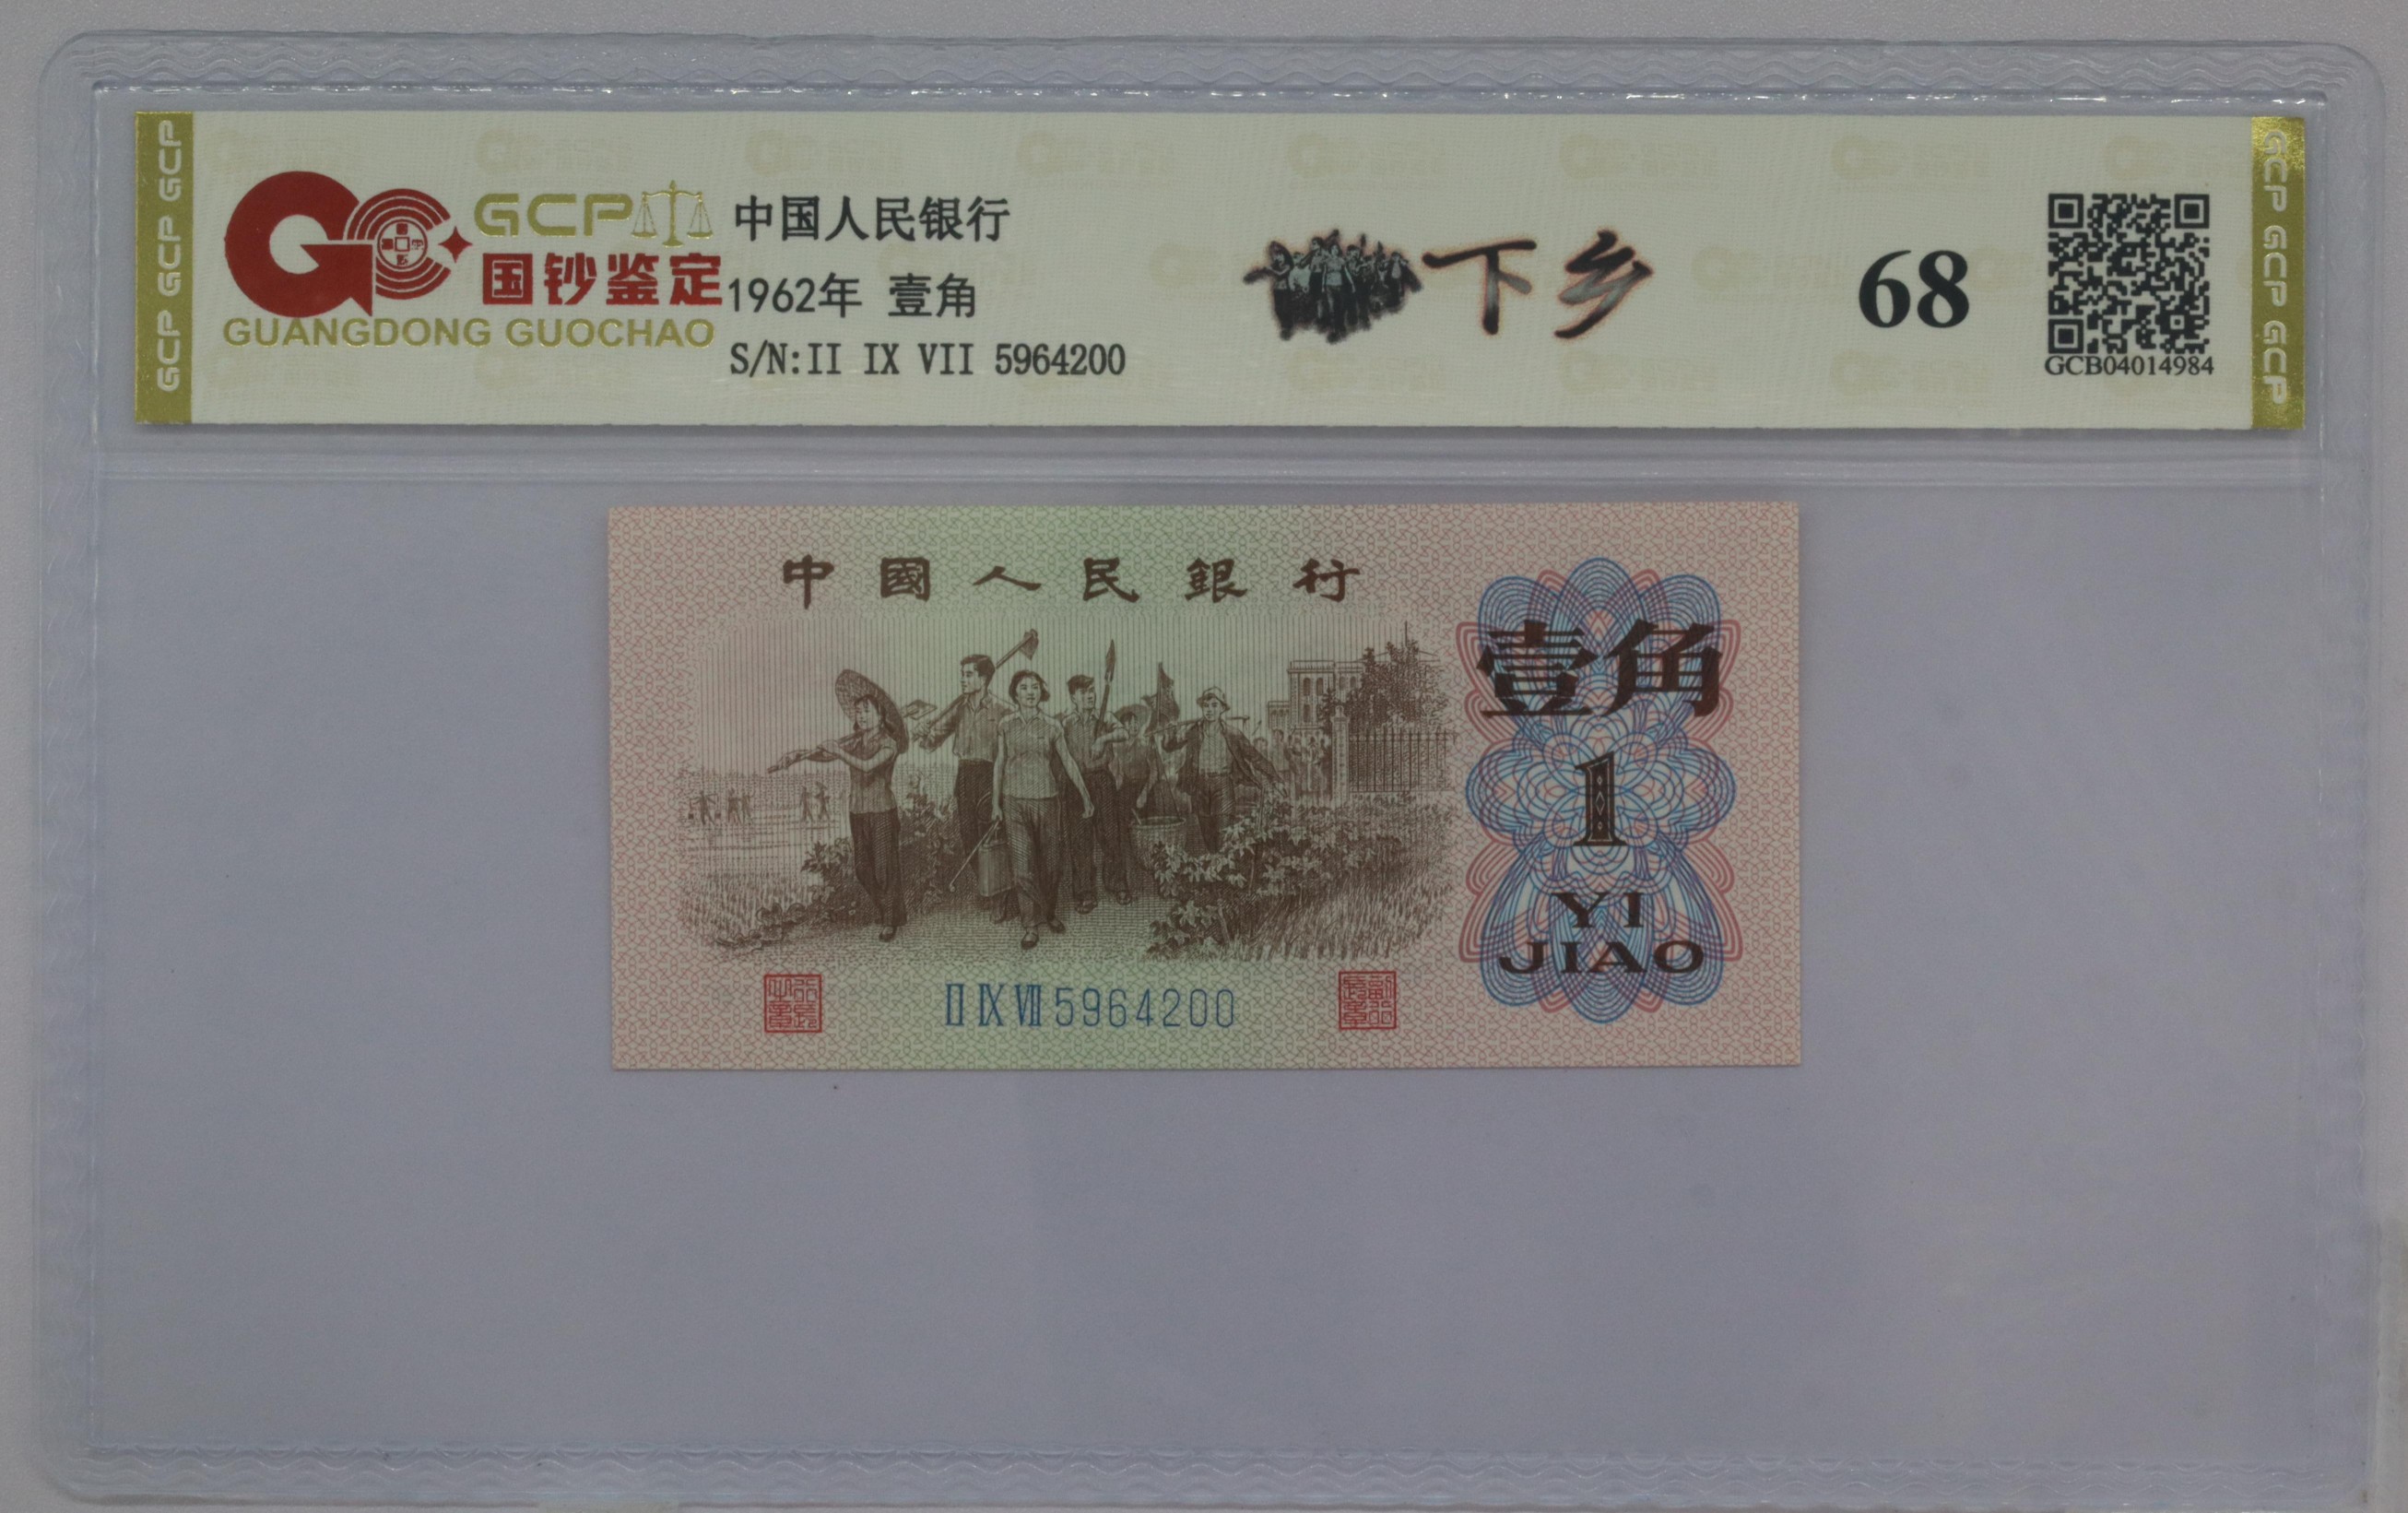 GCP GCP GCP
GCP
国钞鉴定
GUANGDONG GUOCHAO
中国人民银行
1962年 壹角
S/N:II IX VII 5964200
下乡
68
GCB04014984
GCP GCP GCP
中國人民銀行
壹角
1
YI
JIAO
II IX VII 5964200